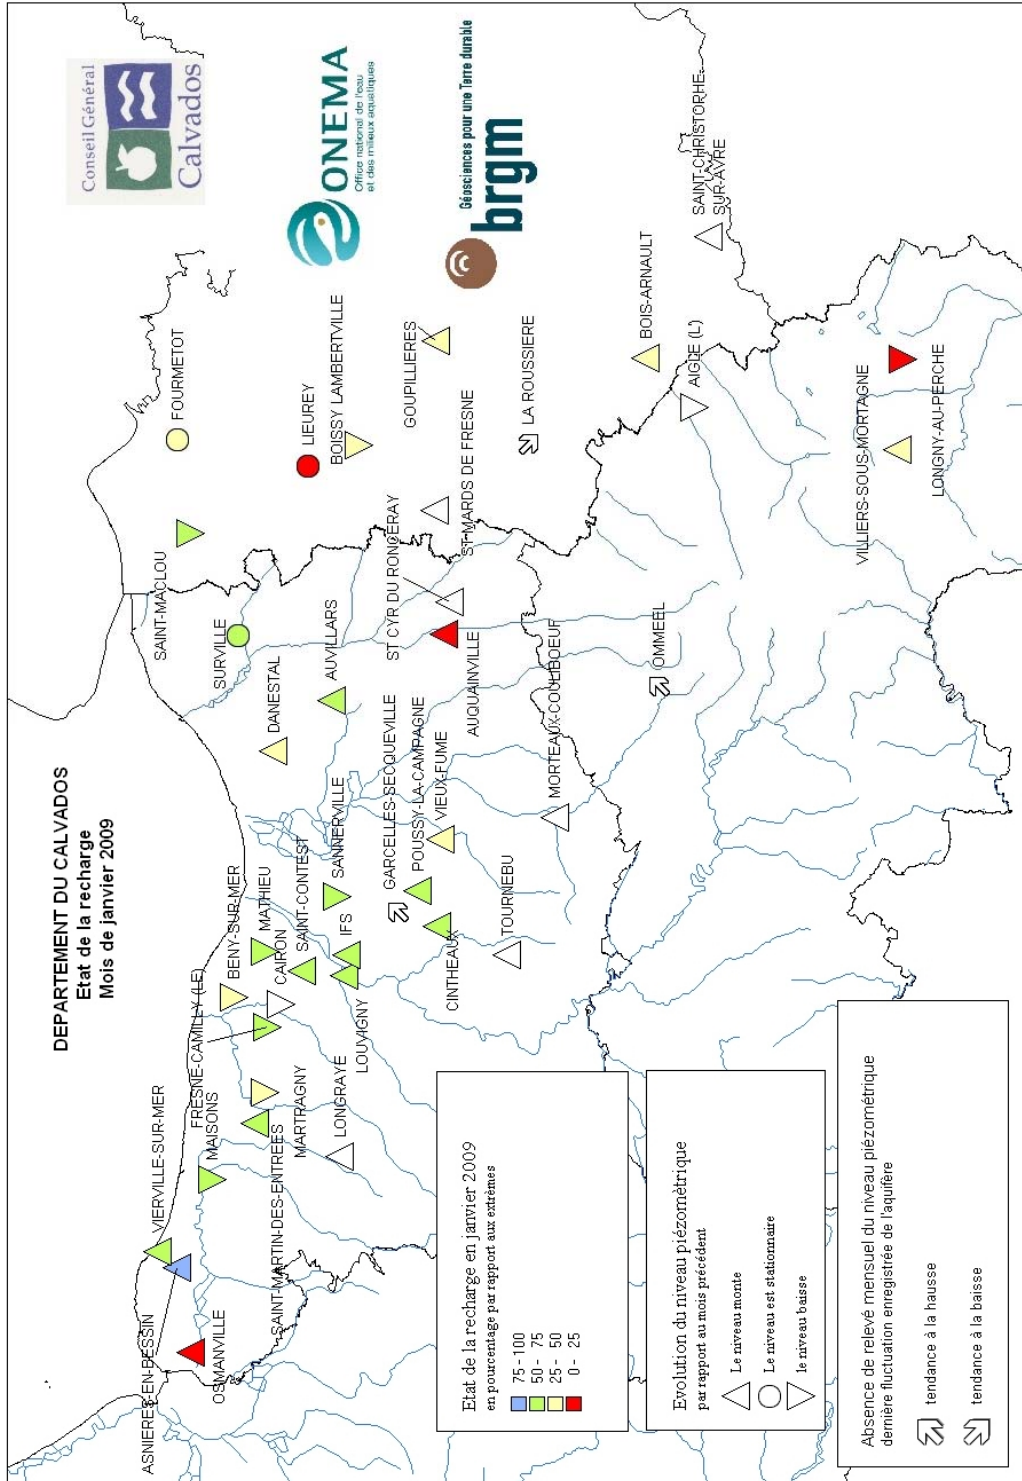 DEPARTEMENT DU CALVADOS
Etat de la recharge
Mois de janvier 2009
Conseil Général
Calvados
ONEMA
Office national de l'eau
et des milieux aquatiques
Géosciences pour une Terre durable
brgm
ASNIERES-EN-BESSIN
VIERVILLE-SUR-MER
OSMANVILLE
MAISONS
FRESNE-CAMILLY (LE)
BENY-SUR-MER
MATHIEU
CAIRON
SAINT-CONTEST
SAINT-MARTIN-DES-ENTREES
MARTRAGNY
LONGRAYE
LOUVIGNY
IFS
SANNERVILLE
DANESTAL
SURVILLE
SAINT-MACLOU
FOURMETOT
AUVILLARS
LIEUREY
BOISSY LAMBERTVILLE
GARCELLES-SECQUEVILLE
POUSSY-LA-CAMPAGNE
VIEUX-FUME
CINTHEAUX
TOURNEBU
MORTEAUX-COULIBOEUF
ST CYR DU RONCERAY
AUQUAINVILLE
ST-MARDS DE FRESNE
GOUPILLIERES
LA ROUSSIERE
OMMEEL
BOIS-ARNAULT
AIGLE (L')
SAINT-CHRISTORHE-
SUR-AVRE
VILLIERS-SOUS-MORTAGNE
LONGNY-AU-PERCHE
Etat de la recharge en janvier 2009
en pourcentage par rapport aux extrêmes
75 - 100
50 - 75
25 - 50
0 - 25
Evolution du niveau piézomètrique
par rapport au mois précédent
Le niveau monte
Le niveau est stationnaire
le niveau baisse
Absence de relevé mensuel du niveau piézométrique
dernière fluctuation enregistrée de l'aquifère
tendance à la hausse
tendance à la baisse